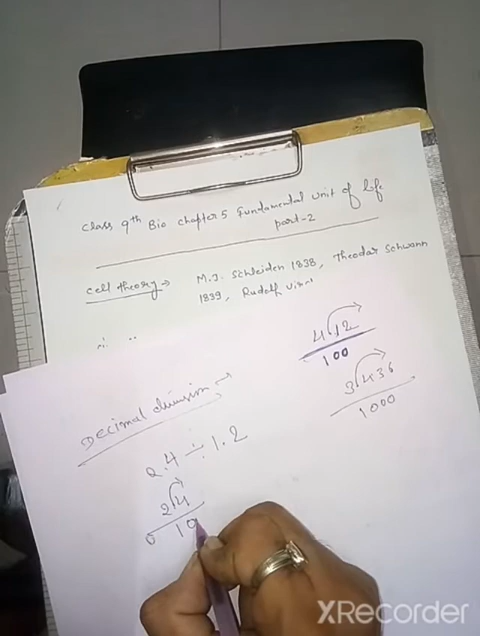 Class 9th Bio Chapter 5 Fundamental Unit of life
part-2
Cell theory → M.J. Schleiden 1838, Theodar Schwann
1839, Rudolf
4.12
100
3.436
1000
Decimal division →
2.4 ÷ 1.2
2.4
10
XRecorder